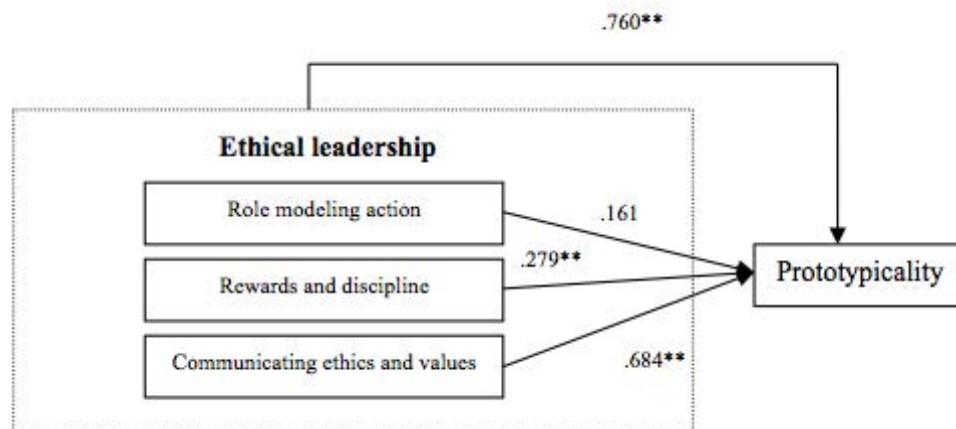 .760**
Ethical leadership
Role modeling action
.161
.279**
Rewards and discipline
Prototypicality
Communicating ethics and values
.684**